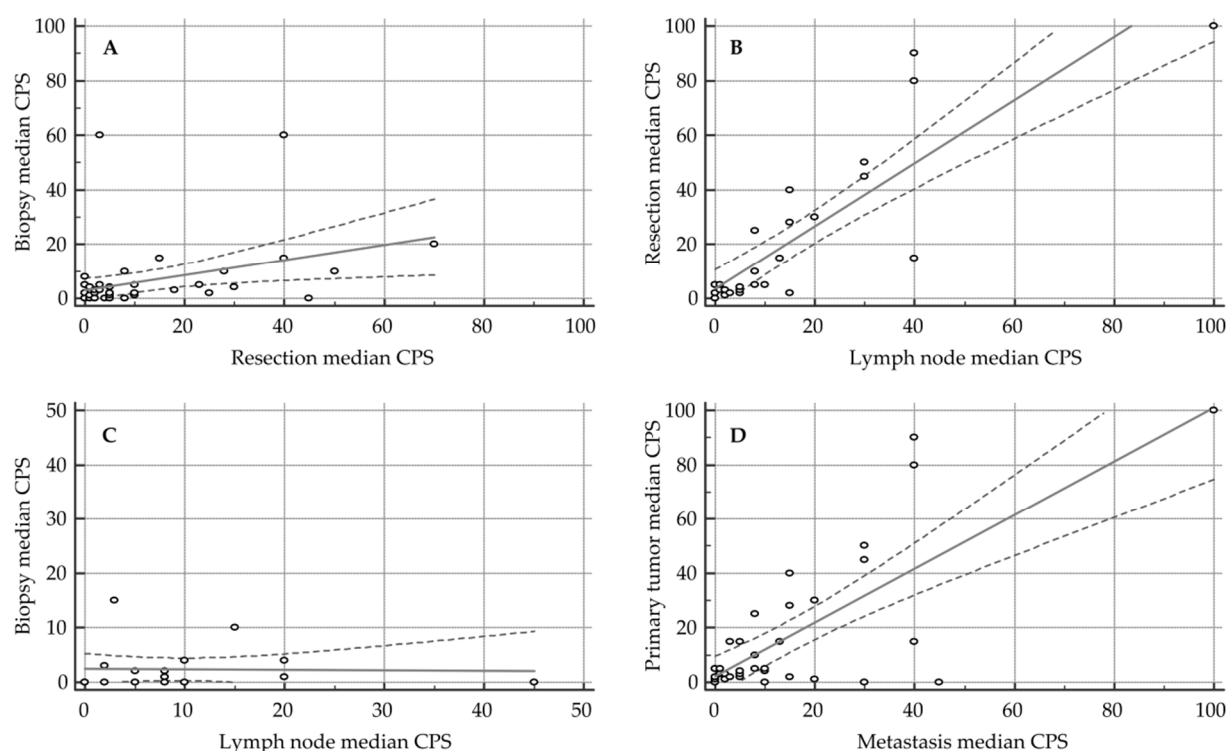 A
Biopsy median CPS
100
80
60
40
20
0
0 20 40 60 80 100
Resection median CPS
B
Resection median CPS
100
80
60
40
20
0
0 20 40 60 80 100
Lymph node median CPS
C
Biopsy median CPS
50
40
30
20
10
0
0 10 20 30 40 50
Lymph node median CPS
D
Primary tumor median CPS
100
80
60
40
20
0
0 20 40 60 80 100
Metastasis median CPS